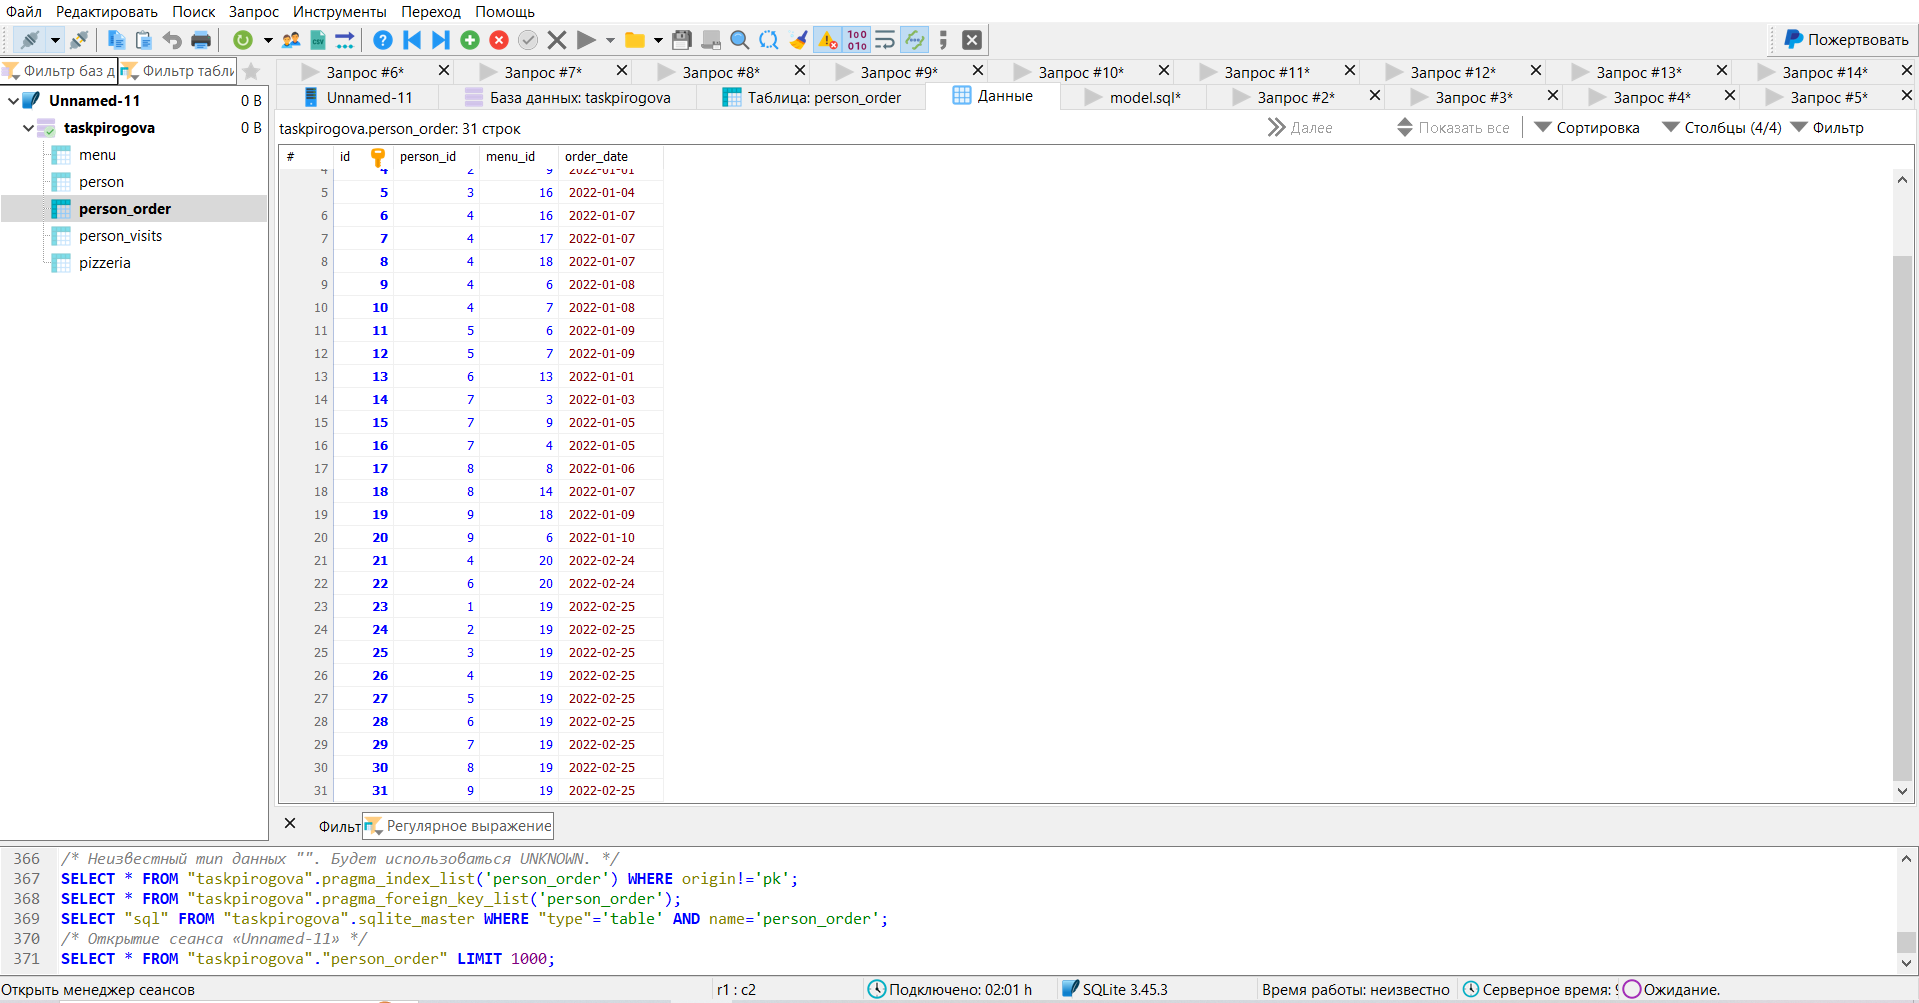 Файл Редактировать Поиск Запрос Инструменты Переход Помощь
Пожертвовать
Фильтр баз д Фильтр табли
Запрос #6* Запрос #7* Запрос #8* Запрос #9* Запрос #10* Запрос #11* Запрос #12* Запрос #13* Запрос #14*
Unnamed-11 База данных: taskpirogova Таблица: person_order Данные model.sql* Запрос #2* Запрос #3* Запрос #4* Запрос #5*
Unnamed-11 0 B
taskpirogova 0 B
menu
person
person_order
person_visits
pizzeria
taskpirogova.person_order: 31 строк Далее Показать все Сортировка Столбцы (4/4) Фильтр
# id person_id menu_id order_date
4 4 2 9 2022-01-01
5 5 3 16 2022-01-04
6 6 4 16 2022-01-07
7 7 4 17 2022-01-07
8 8 4 18 2022-01-07
9 9 4 6 2022-01-08
10 10 4 7 2022-01-08
11 11 5 6 2022-01-09
12 12 5 7 2022-01-09
13 13 6 13 2022-01-01
14 14 7 3 2022-01-03
15 15 7 9 2022-01-05
16 16 7 4 2022-01-05
17 17 8 8 2022-01-06
18 18 8 14 2022-01-07
19 19 9 18 2022-01-09
20 20 9 6 2022-01-10
21 21 4 20 2022-02-24
22 22 6 20 2022-02-24
23 23 1 19 2022-02-25
24 24 2 19 2022-02-25
25 25 3 19 2022-02-25
26 26 4 19 2022-02-25
27 27 5 19 2022-02-25
28 28 6 19 2022-02-25
29 29 7 19 2022-02-25
30 30 8 19 2022-02-25
31 31 9 19 2022-02-25
Фильт Регулярное выражение
366 /* Неизвестный тип данных "". Будет использоваться UNKNOWN. */
367 SELECT * FROM "taskpirogova".pragma_index_list('person_order') WHERE origin!='pk';
368 SELECT * FROM "taskpirogova".pragma_foreign_key_list('person_order');
369 SELECT "sql" FROM "taskpirogova".sqlite_master WHERE "type"='table' AND name='person_order';
370 /* Открытие сеанса «Unnamed-11» */
371 SELECT * FROM "taskpirogova"."person_order" LIMIT 1000;
Открыть менеджер сеансов r1 : c2 Подключено: 02:01 h SQLite 3.45.3 Время работы: неизвестно Серверное время: Ожидание.